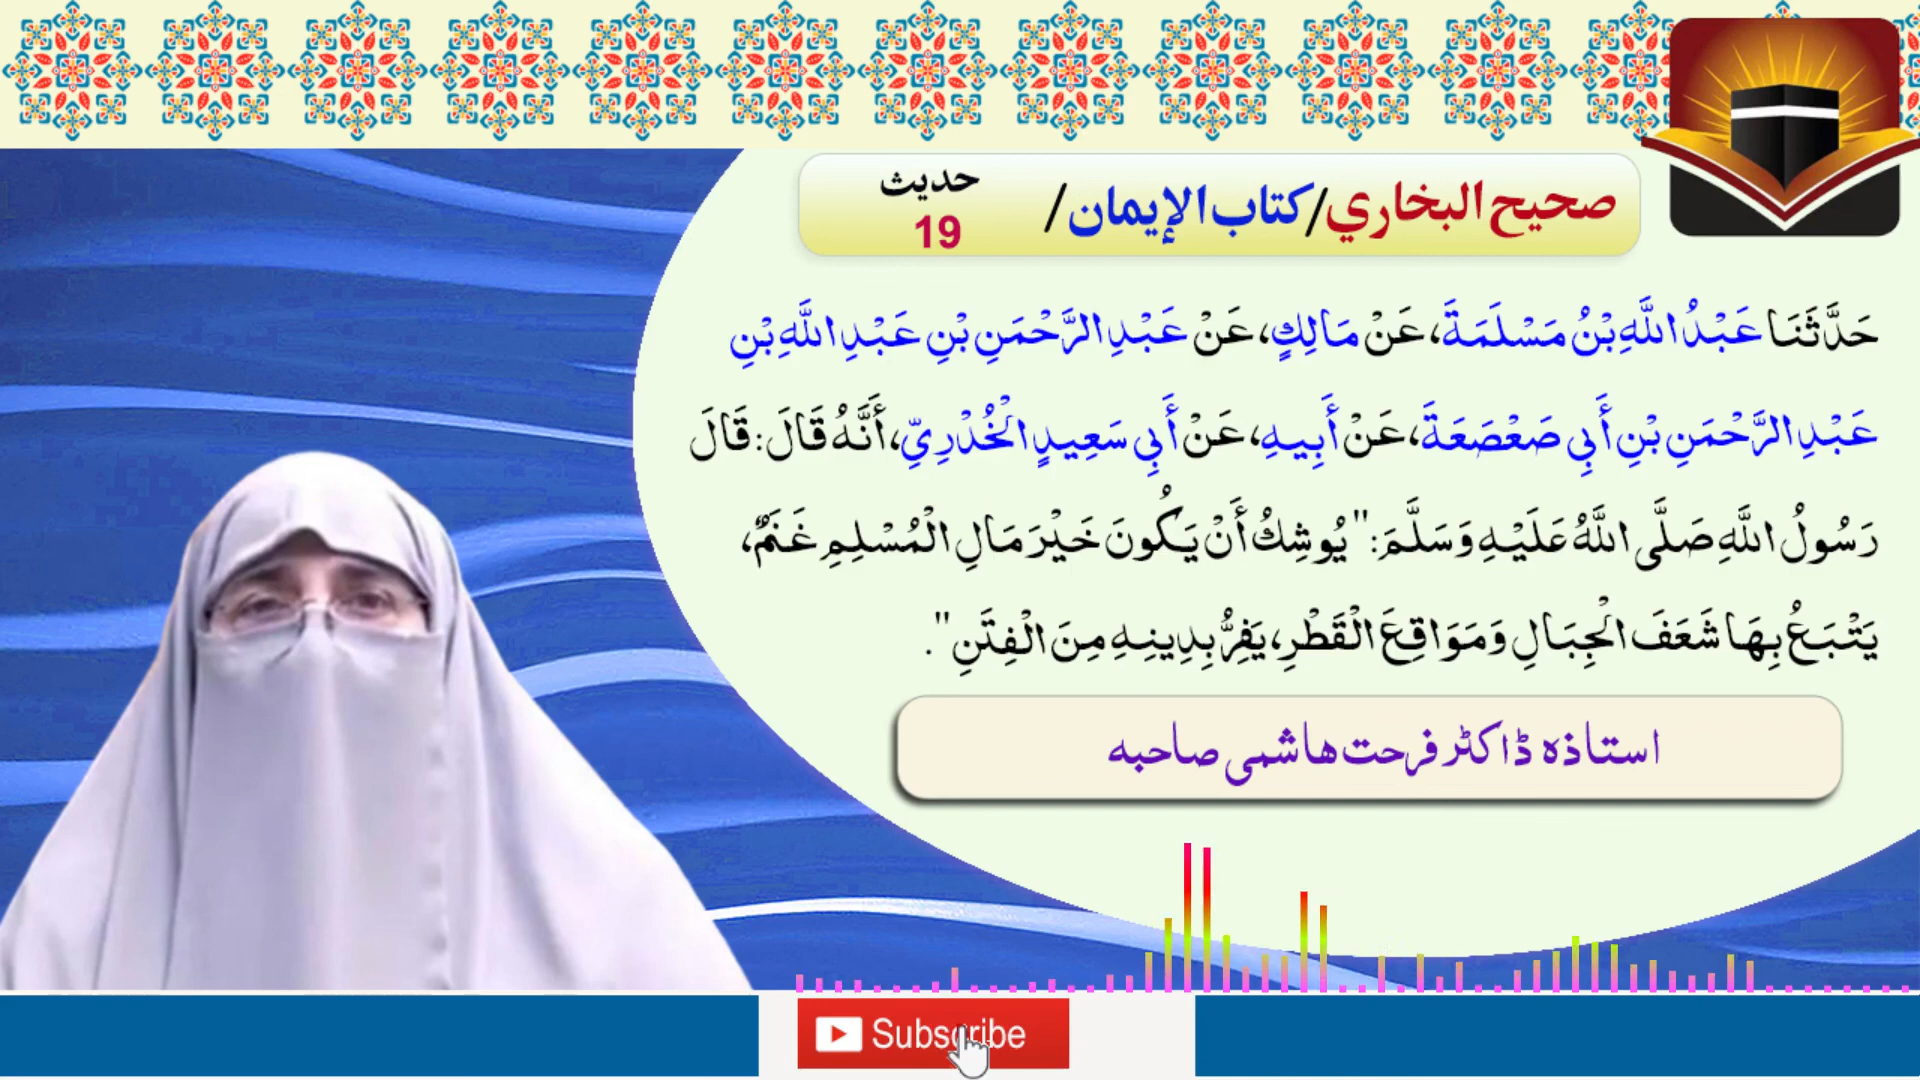 صحيح البخاري/كتاب الإيمان/ حديث 19
حَدَّثَنَا عَبْدُ اللَّهِ بْنُ مَسْلَمَةَ، عَنْ مَالِكٍ، عَنْ عَبْدِ الرَّحْمَنِ بْنِ عَبْدِ اللَّهِ بْنِ
عَبْدِ الرَّحْمَنِ بْنِ أَبِي صَعْصَعَةَ، عَنْ أَبِيهِ، عَنْ أَبِي سَعِيدٍ الْخُدْرِيِّ، أَنَّهُ قَالَ: قَالَ
رَسُولُ اللَّهِ صَلَّى اللَّهُ عَلَيْهِ وَسَلَّمَ: " يُوشِكُ أَنْ يَكُونَ خَيْرَ مَالِ الْمُسْلِمِ غَنَمٌ،
يَتْبَعُ بِهَا شَعَفَ الْجِبَالِ وَمَوَاقِعَ الْقَطْرِ، يَفِرُّ بِدِينِهِ مِنَ الْفِتَنِ ".
استاذہ ڈاکٹر فرحت ھاشمی صاحبہ
Subscribe